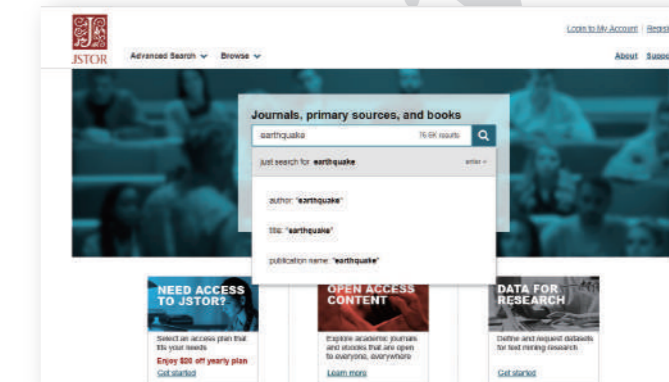 Login to My Account
JSTOR
Advanced Search
Browse
About
Journals, primary sources, and books
earthquake
76.6K results
just search for earthquake
enter
author: "earthquake"
title: "earthquake"
publication name: "earthquake"
NEED ACCESS
TO JSTOR?
Select an access plan that
fits your needs
Enjoy $20 off yearly plan
Get started
OPEN ACCESS
CONTENT
Explore academic journals
and ebooks that are open
to everyone, everywhere
Learn more
DATA FOR
RESEARCH
Define and request datasets
for text mining research
Get started